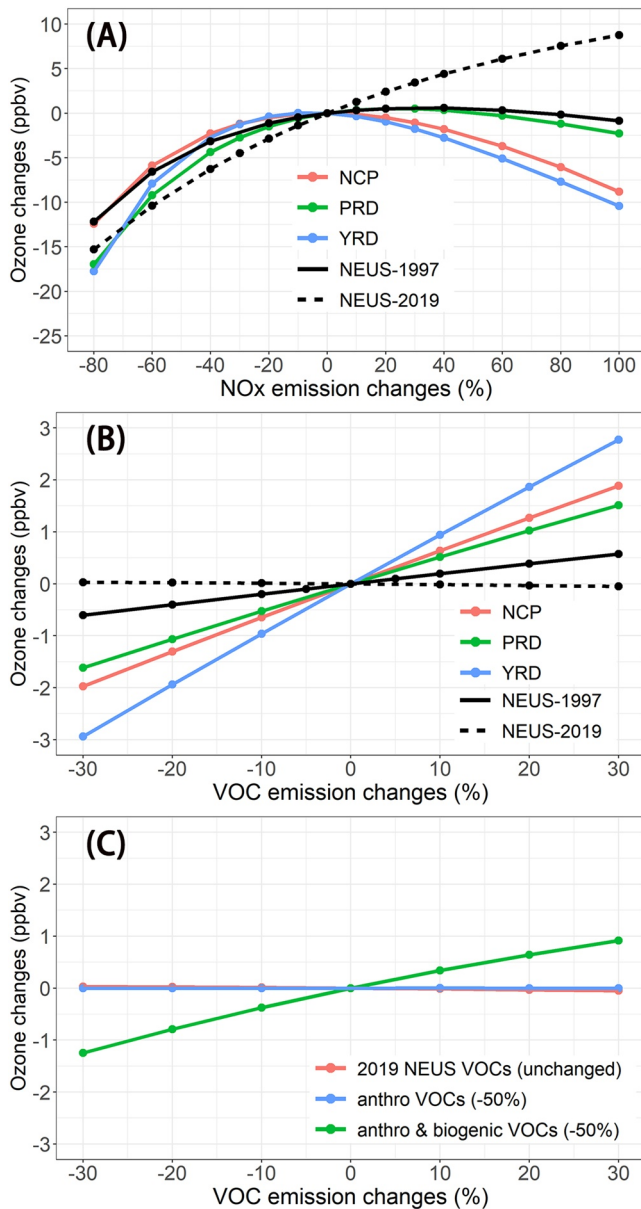 (A)
Ozone changes (ppbv)
10
5
0
-5
-10
-15
-20
-25
NCP
PRD
YRD
NEUS-1997
NEUS-2019
-80 -60 -40 -20 0 20 40 60 80 100
NOx emission changes (%)
(B)
Ozone changes (ppbv)
3
2
1
0
-1
-2
-3
NCP
PRD
YRD
NEUS-1997
NEUS-2019
-30 -20 -10 0 10 20 30
VOC emission changes (%)
(C)
Ozone changes (ppbv)
3
2
1
0
-1
-2
-3
2019 NEUS VOCs (unchanged)
anthro VOCs (-50%)
anthro & biogenic VOCs (-50%)
-30 -20 -10 0 10 20 30
VOC emission changes (%)